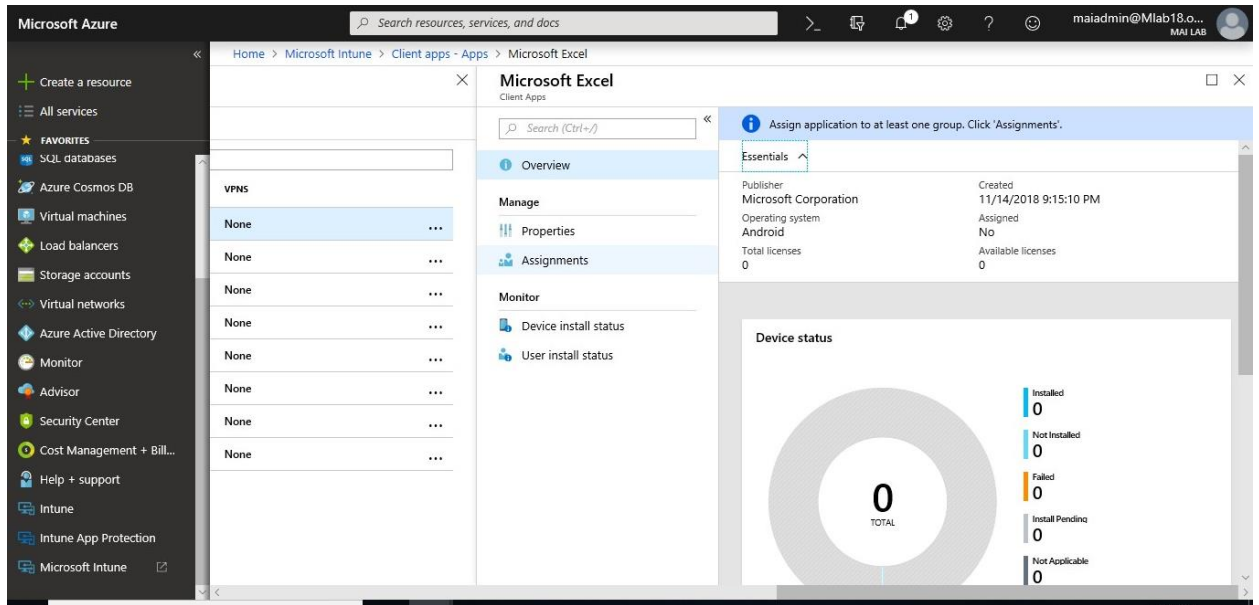 Microsoft Azure
Search resources, services, and docs
1
maiadmin@Mlab18.o...
MAI LAB
Home > Microsoft Intune > Client apps - Apps > Microsoft Excel
Create a resource
All services
FAVORITES
SQL databases
Azure Cosmos DB
Virtual machines
Load balancers
Storage accounts
Virtual networks
Azure Active Directory
Monitor
Advisor
Security Center
Cost Management + Bill...
Help + support
Intune
Intune App Protection
Microsoft Intune
VPNS
None ...
None ...
None ...
None ...
None ...
None ...
None ...
None ...
Microsoft Excel
Client Apps
Search (Ctrl+/)
Overview
Manage
Properties
Assignments
Monitor
Device install status
User install status
Assign application to at least one group. Click 'Assignments'.
Essentials
Publisher
Microsoft Corporation
Operating system
Android
Total licenses
0
Created
11/14/2018 9:15:10 PM
Assigned
No
Available licenses
0
Device status
0
TOTAL
Installed
0
Not Installed
0
Failed
0
Install Pending
0
Not Applicable
0